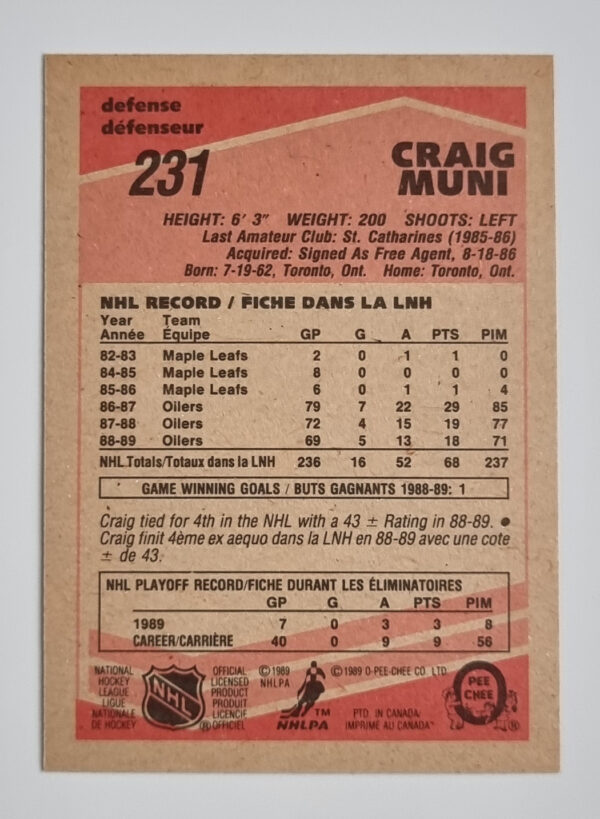 defense
défenseur
231
CRAIG
MUNI
HEIGHT: 6' 3" WEIGHT: 200 SHOOTS: LEFT
Last Amateur Club: St. Catharines (1985-86)
Acquired: Signed As Free Agent, 8-18-86
Born: 7-19-62, Toronto, Ont. Home: Toronto, Ont.
NHL RECORD / FICHE DANS LA LNH
Year Team
Année Équipe GP G A PTS PIM
82-83 Maple Leafs 2 0 1 1 0
84-85 Maple Leafs 8 0 0 0 0
85-86 Maple Leafs 6 0 1 1 4
86-87 Oilers 79 7 22 29 85
87-88 Oilers 72 4 15 19 77
88-89 Oilers 69 5 13 18 71
NHL Totals/Totaux dans la LNH 236 16 52 68 237
GAME WINNING GOALS / BUTS GAGNANTS 1988-89: 1
Craig tied for 4th in the NHL with a 43 ± Rating in 88-89. ●
Craig finit 4ème ex aequo dans la LNH en 88-89 avec une cote
± de 43.
NHL PLAYOFF RECORD/FICHE DURANT LES ÉLIMINATOIRES
GP G A PTS PIM
1989 7 0 3 3 8
CAREER/CARRIÈRE 40 0 9 9 56
NATIONAL
HOCKEY
LEAGUE
LIGUE
NATIONALE
DE HOCKEY
NHL
OFFICIAL
LICENSED
PRODUCT
PRODUIT
LICENCIÉ
® OFFICIEL
© 1989
NHLPA
TM
NHLPA
© 1989 O-PEE-CHEE CO. LTD.
PTD. IN CANADA
IMPRIMÉ AU CANADA
PEE
CHEE
®